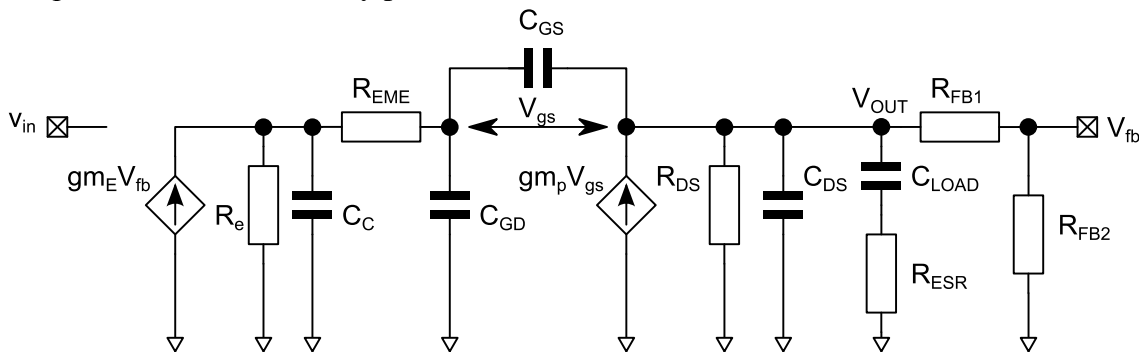 C_GS
R_EME
V_gs
V_OUT
R_FB1
v_in
V_fb
gm_E V_fb
R_e
C_C
C_GD
gm_p V_gs
R_DS
C_DS
C_LOAD
R_FB2
R_ESR